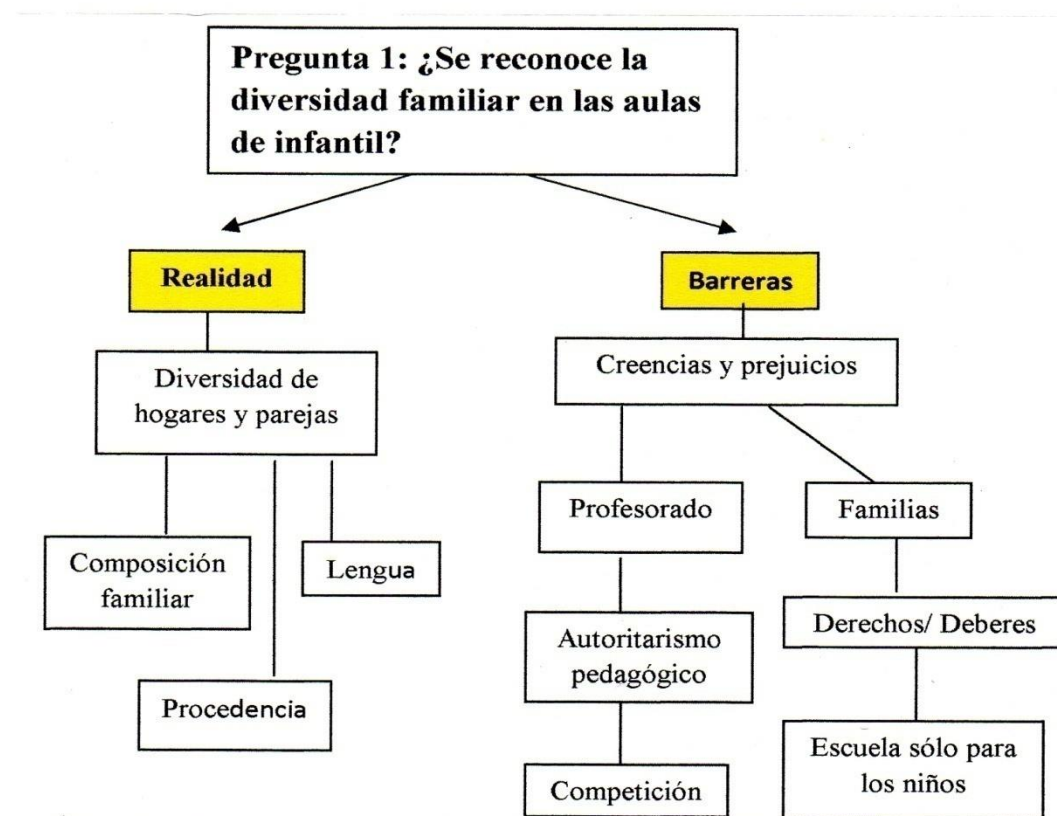 Pregunta 1: ¿Se reconoce la
diversidad familiar en las aulas
de infantil?
Realidad
Barreras
Diversidad de
hogares y parejas
Creencias y prejuicios
Composición
familiar
Lengua
Procedencia
Profesorado
Familias
Autoritarismo
pedagógico
Derechos/ Deberes
Competición
Escuela sólo para
los niños